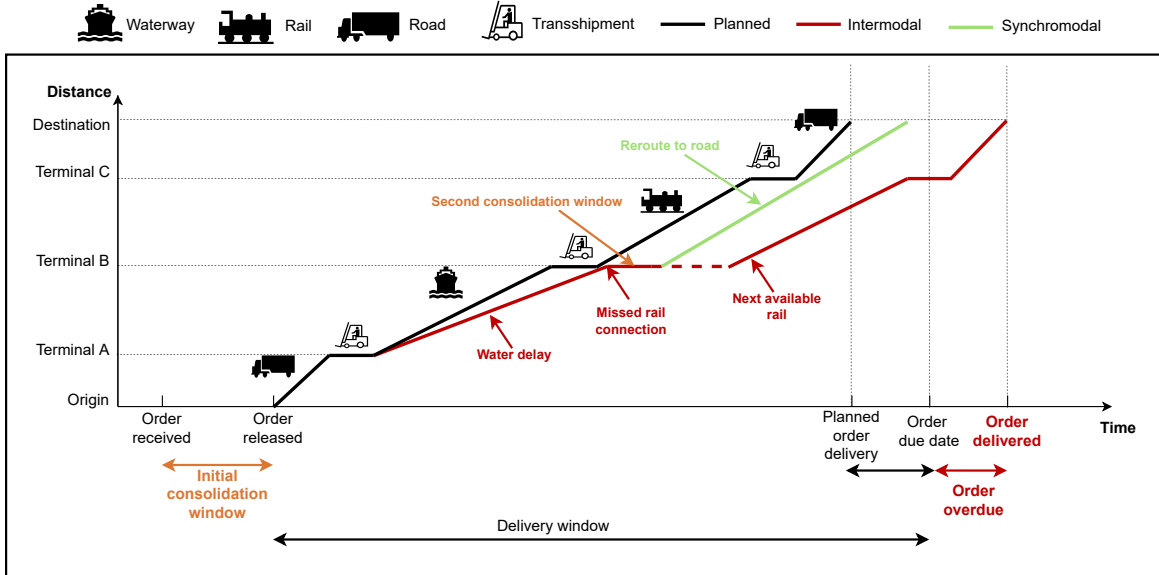 Waterway Rail Road Transshipment Planned Intermodal Synchromodal
Distance
Destination
Reroute to road
Terminal C
Second consolidation window
Terminal B
Missed rail
connection
Next available
rail
Water delay
Terminal A
Origin
Order
received
Order
released
Planned
order
delivery
Order
due date
Order
delivered
Time
Initial
consolidation
window
Order
overdue
Delivery window